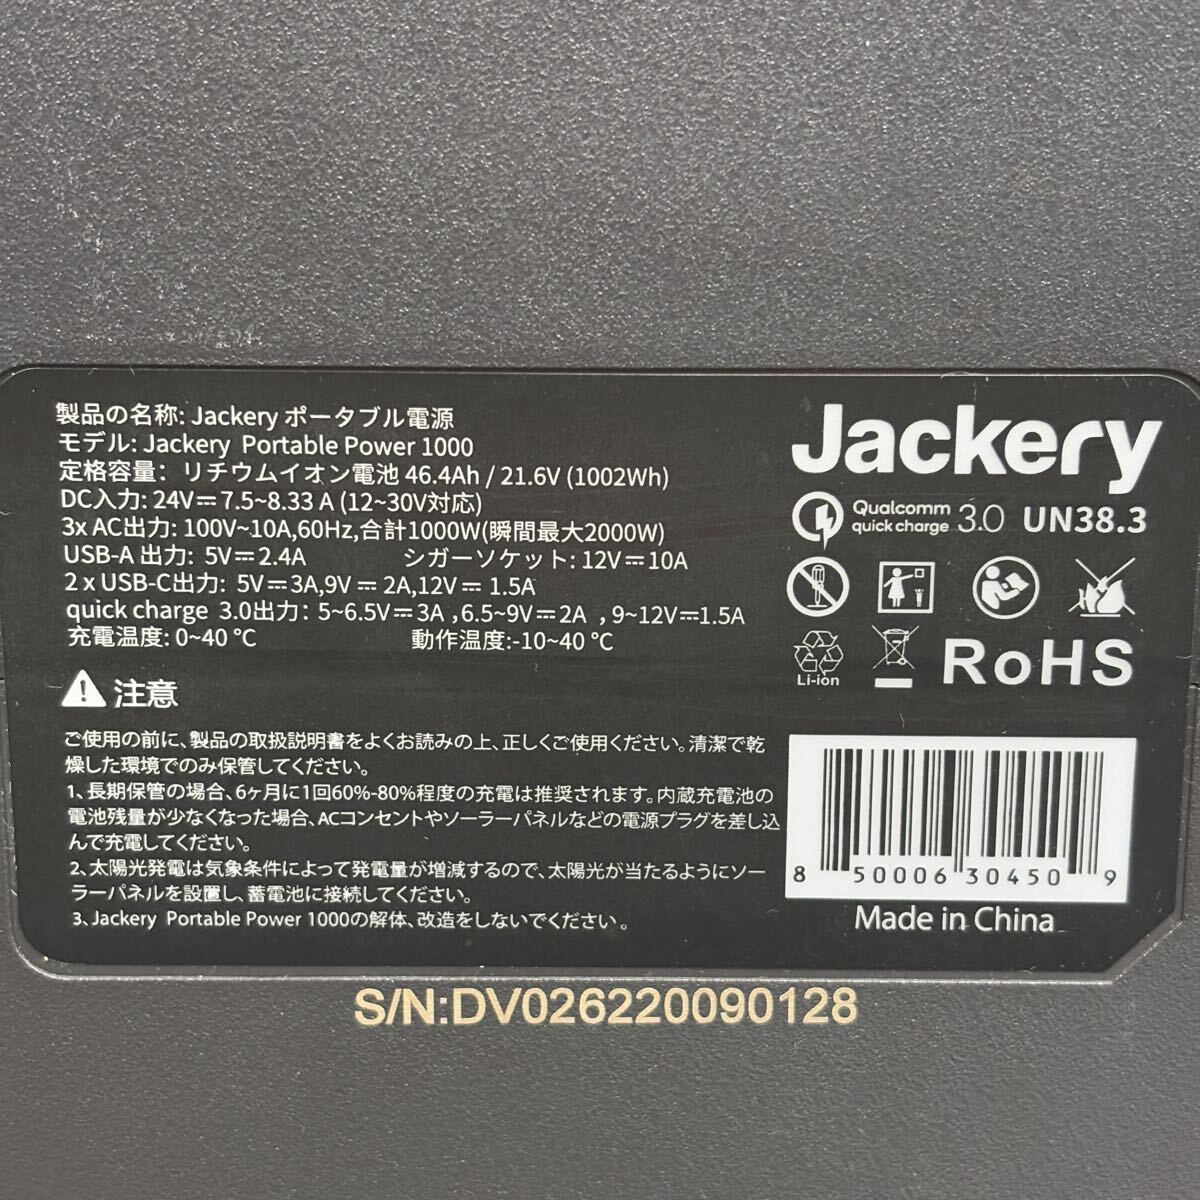 製品の名称: Jackery ポータブル電源
モデル: Jackery Portable Power 1000
定格容量: リチウムイオン電池 46.4Ah / 21.6V (1002Wh)
DC入力: 24V⎓7.5~8.33 A (12~30V対応)
3x AC出力: 100V~10A,60Hz,合計1000W(瞬間最大2000W)
USB-A 出力: 5V⎓2.4A シガーソケット: 12V⎓10A
2 x USB-C出力: 5V⎓3A,9V⎓2A,12V⎓1.5A
quick charge 3.0出力: 5~6.5V⎓3A ,6.5~9V⎓2A ,9~12V⎓1.5A
充電温度: 0~40 ℃ 動作温度:-10~40 ℃
注意
ご使用の前に、製品の取扱説明書をよくお読みの上、正しくご使用ください。清潔で乾
燥した環境でのみ保管してください。
1、長期保管の場合、6ヶ月に1回60%-80%程度の充電は推奨されます。内蔵充電池の
電池残量が少なくなった場合、ACコンセントやソーラーパネルなどの電源プラグを差し込
んで充電してください。
2、太陽光発電は気象条件によって発電量が増減するので、太陽光が当たるようにソー
ラーパネルを設置し、蓄電池に接続してください。
3、Jackery Portable Power 1000の解体、改造をしないでください。
Jackery
Qualcomm
quick charge 3.0 UN38.3
Li-ion
RoHS
8 50006 30450 9
Made in China
S/N:DV026220090128